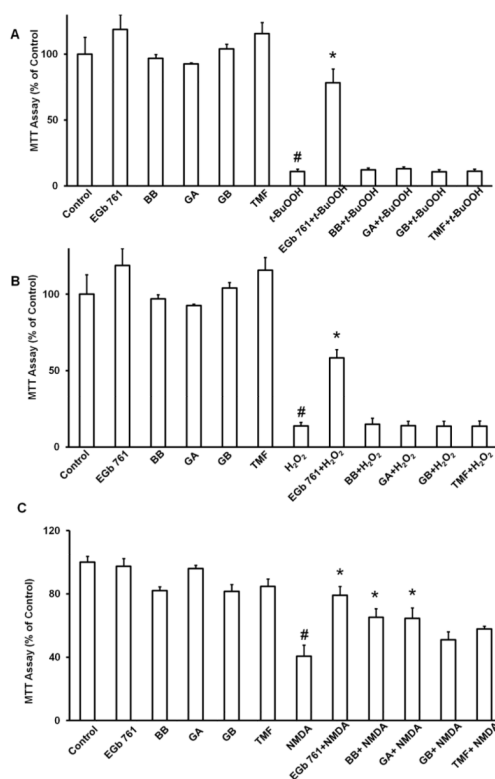 A
MTT Assay (% of Control)
100
50
0
#
*
Control
EGb 761
BB
GA
GB
TMF
t-BuOOH
EGb 761+t-BuOOH
BB+t-BuOOH
GA+t-BuOOH
GB+t-BuOOH
TMF+t-BuOOH
B
MTT Assay (% of Control)
100
50
0
#
*
Control
EGb 761
BB
GA
GB
TMF
H₂O₂
EGb 761+H₂O₂
BB+H₂O₂
GA+H₂O₂
GB+H₂O₂
TMF+H₂O₂
C
MTT Assay (% of Control)
120
80
40
0
#
*
*
*
Control
EGb 761
BB
GA
GB
TMF
NMDA
EGb 761+NMDA
BB+ NMDA
GA+ NMDA
GB+ NMDA
TMF+ NMDA